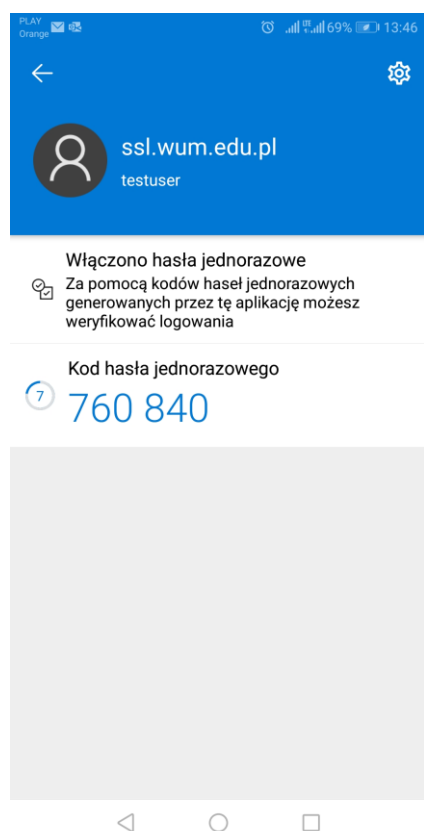 PLAY
Orange
69% 13:46
ssl.wum.edu.pl
testuser
Włączono hasła jednorazowe
Za pomocą kodów haseł jednorazowych
generowanych przez tę aplikację możesz
weryfikować logowania
Kod hasła jednorazowego
7
760 840